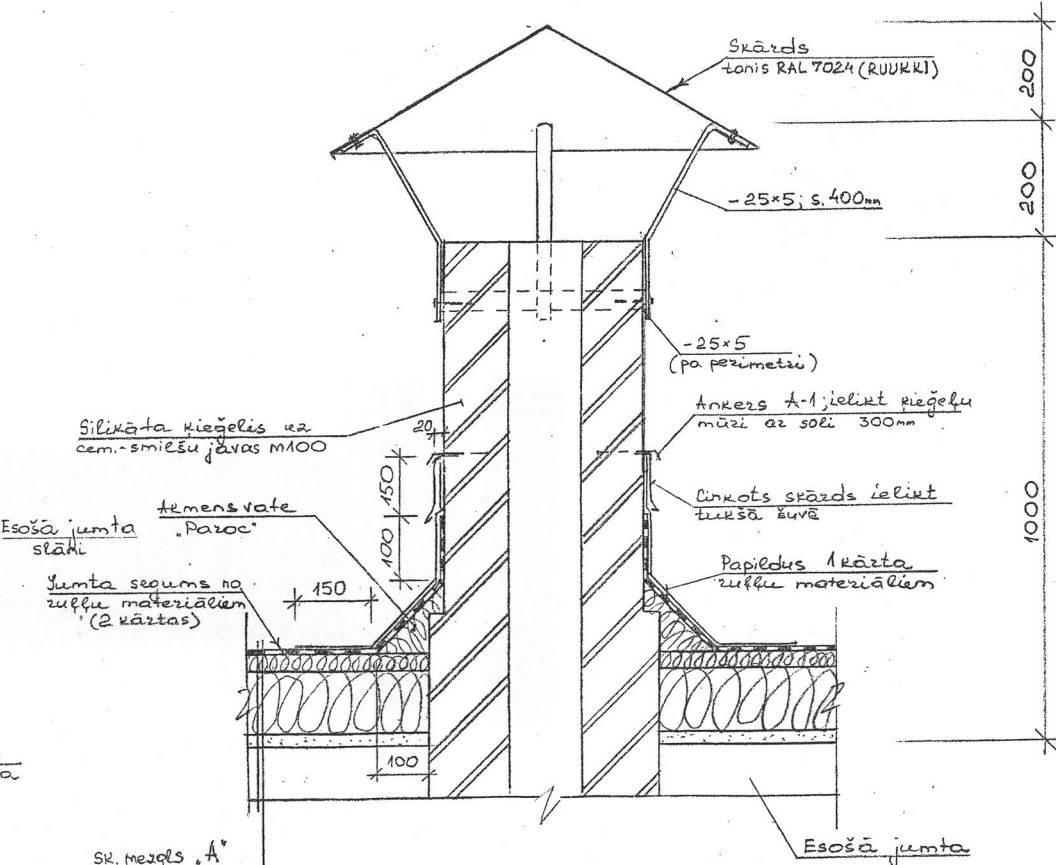 Skārds
tonis RAL 7024 (RUUKKI)
200
200
-25×5; s. 400mm
-25×5
(pa perimetri)
Ankers A-1; ielikt ķieģeļu
mūri ar soli 300mm
Silikāta ķieģelis uz
cem.-smilšu javas M100
20
150
100
Cinkots skārds ielikt
tukšā šuvē
1000
Akmens vate
"Paroc"
Esošā jumta
slāņi
Papildus 1 kārta
ruļļu materiāliem
Jumta segums no
ruļļu materiāliem
(2 kārtas)
150
100
a
Esošā jumta
sk. mezgls "A"